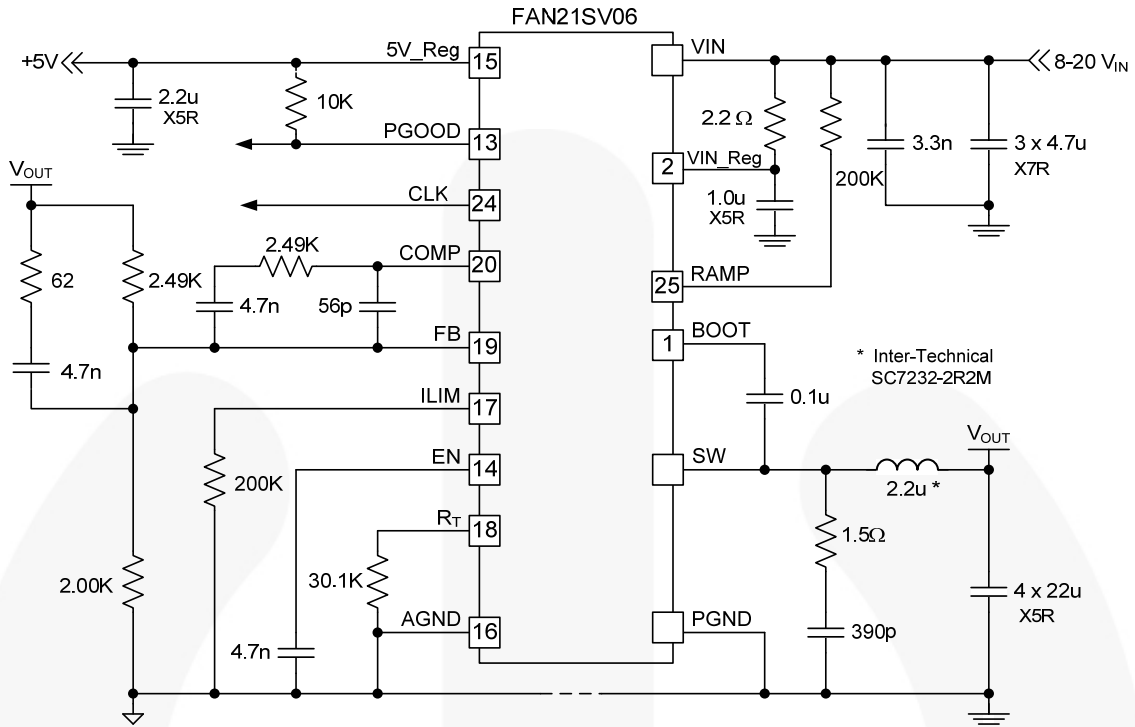 FAN21SV06
+5V
5V_Reg
15
2.2u
X5R
10K
PGOOD
13
CLK
24
VOUT
62
2.49K
4.7n
2.49K
4.7n
56p
COMP
20
FB
19
ILIM
17
200K
EN
14
RT
18
30.1K
2.00K
4.7n
AGND
16
VIN
8-20 VIN
2.2 Ω
VIN_Reg
2
1.0u
X5R
200K
3.3n
3 x 4.7u
X7R
RAMP
25
BOOT
1
* Inter-Technical
SC7232-2R2M
0.1u
SW
VOUT
2.2u *
1.5Ω
390p
4 x 22u
X5R
PGND